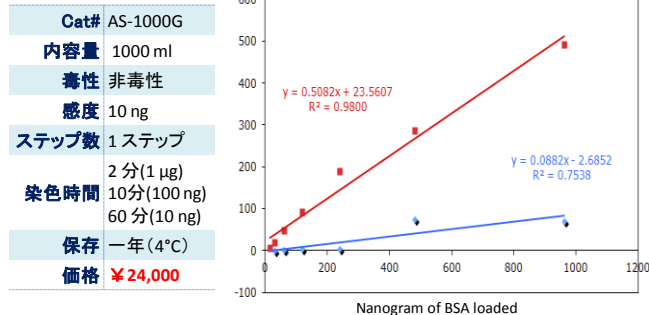 Cat# AS-1000G
内容量 1000 ml
毒性 非毒性
感度 10 ng
ステップ数 1 ステップ
染色時間 2 分(1 µg)
10分(100 ng)
60 分(10 ng)
保存 一年(4°C)
価格 ¥24,000
600
500
400
300
200
100
0
-100
y = 0.5082x + 23.5607
R² = 0.9800
y = 0.0882x - 2.6852
R² = 0.7538
0 200 400 600 800 1000 1200
Nanogram of BSA loaded